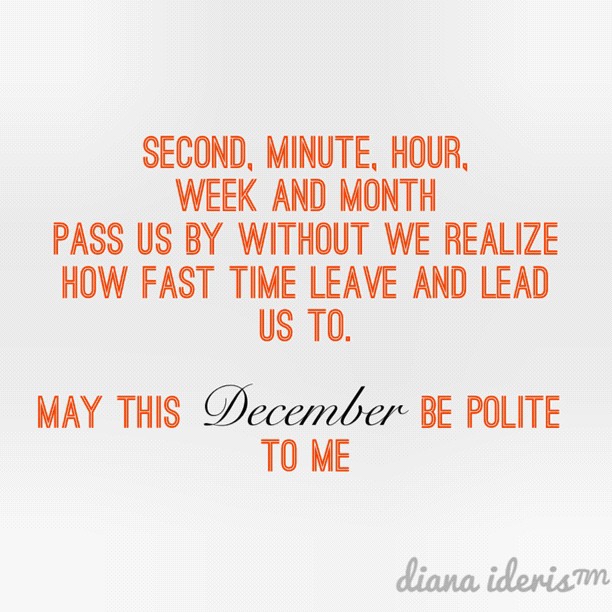 SECOND, MINUTE, HOUR,
WEEK AND MONTH
PASS US BY WITHOUT WE REALIZE
HOW FAST TIME LEAVE AND LEAD
US TO.
MAY THIS December BE POLITE
TO ME
diana ideris™